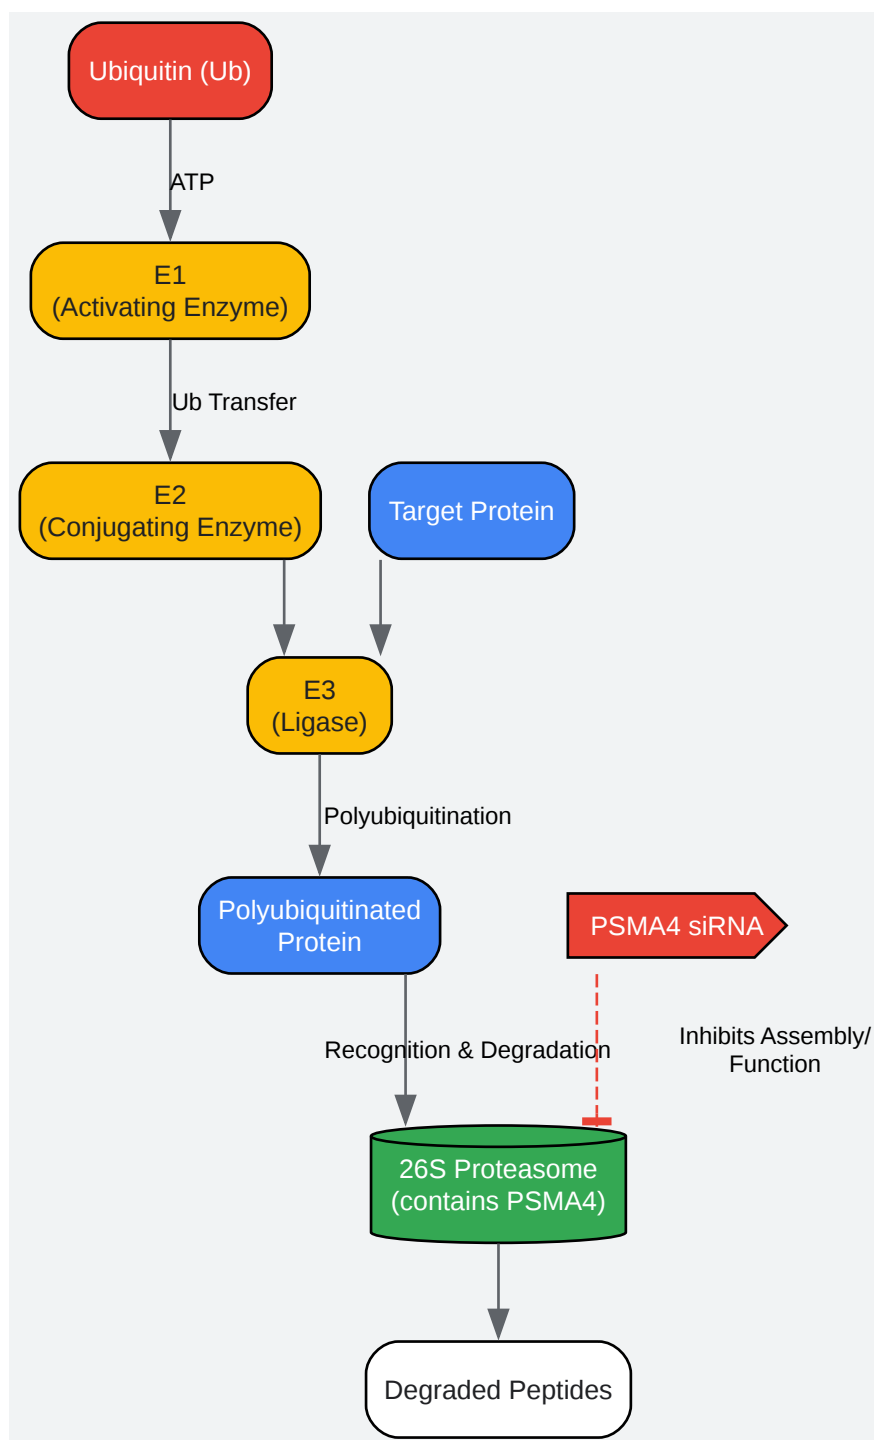 Ubiquitin (Ub)
ATP
E1
(Activating Enzyme)
Ub Transfer
E2
(Conjugating Enzyme)
Target Protein
E3
(Ligase)
Polyubiquitination
Polyubiquitinated
Protein
PSMA4 siRNA
Recognition & Degradation
Inhibits Assembly/
Function
26S Proteasome
(contains PSMA4)
Degraded Peptides